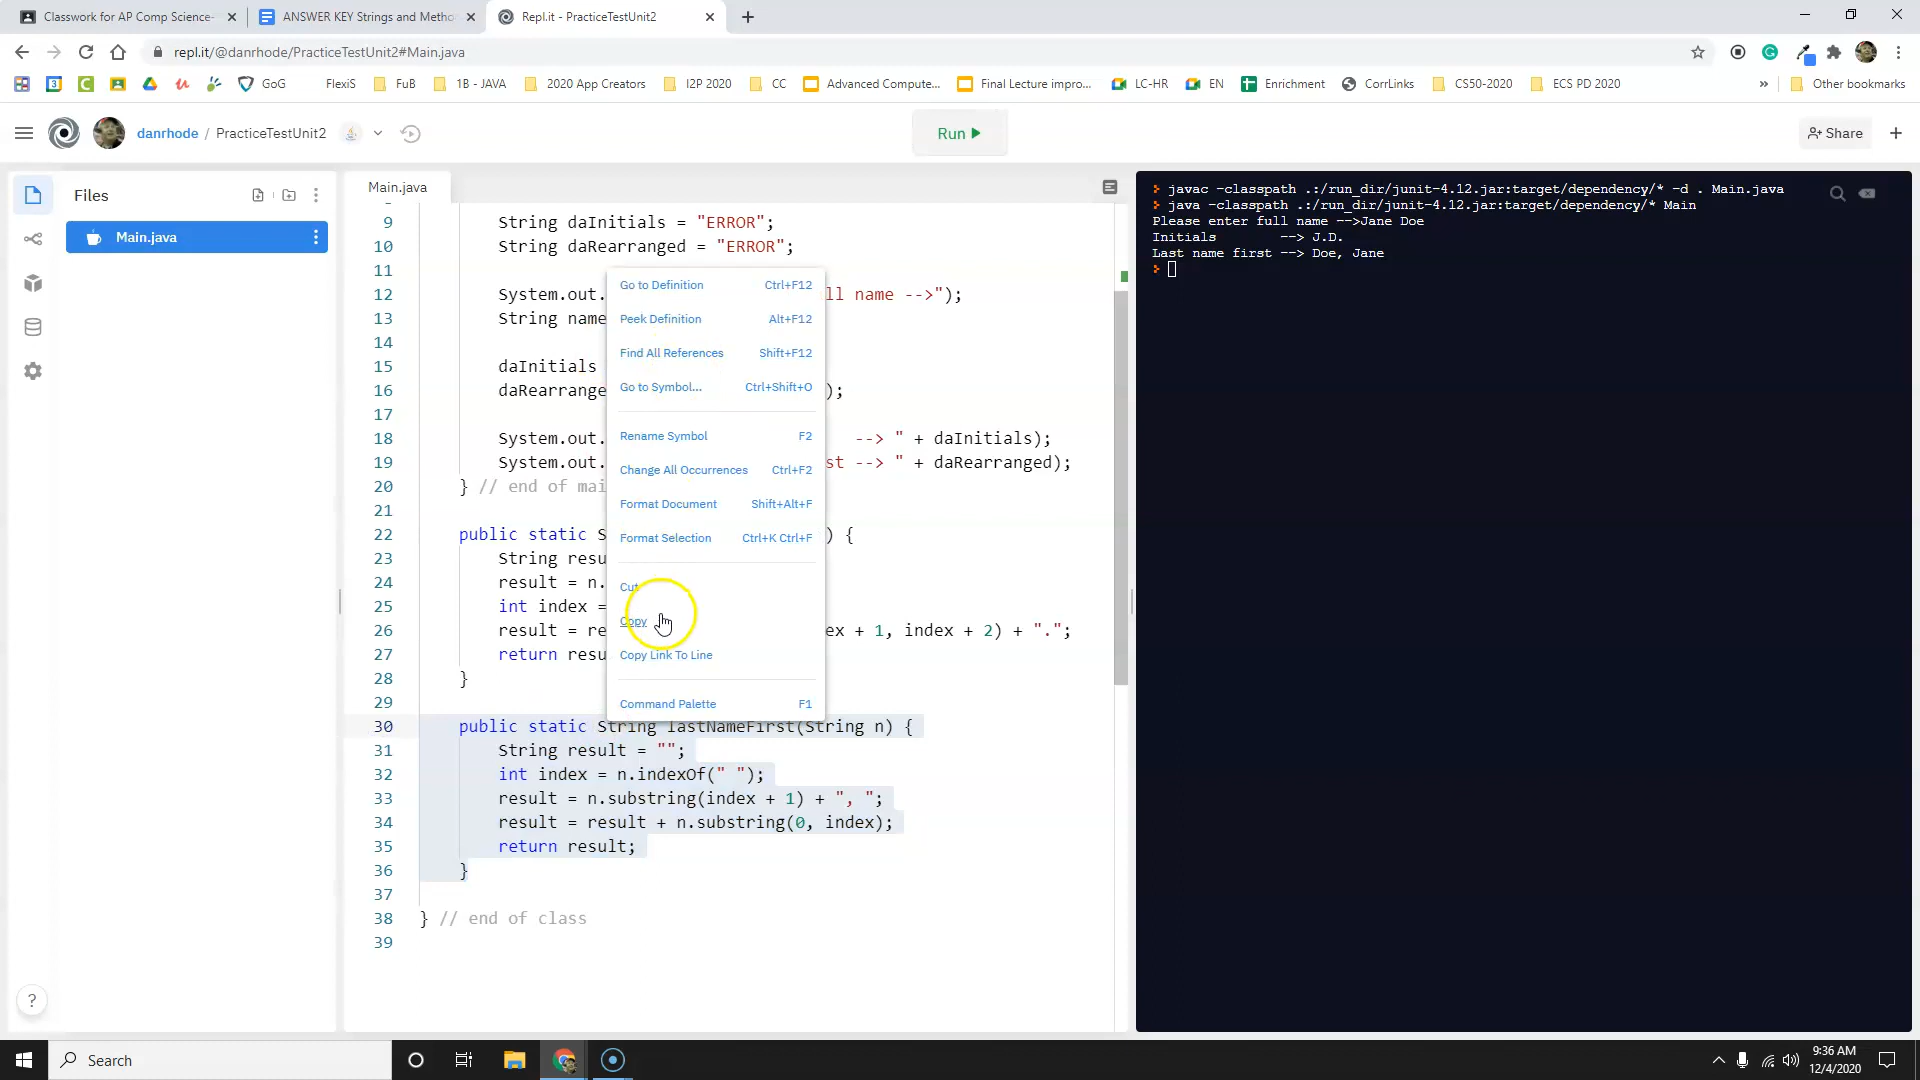 Classwork for AP Comp Science-
ANSWER KEY Strings and Metho
Repl.it - PracticeTestUnit2
repl.it/@danrhode/PracticeTestUnit2#Main.java
GoG FlexiS FuB 1B - JAVA 2020 App Creators I2P 2020 CC Advanced Compute... Final Lecture impro... LC-HR EN Enrichment CorrLinks CS50-2020 ECS PD 2020 » Other bookmarks
danrhode / PracticeTestUnit2
Run
Share
Files
Main.java
Main.java
9 String daInitials = "ERROR";
10 String daRearranged = "ERROR";
11
12 System.out. ll name -->");
13 String name
14
15 daInitials
16 daRearrange );
17
18 System.out. --> " + daInitials);
19 System.out. st --> " + daRearranged);
20 } // end of mai
21
22 public static S ) {
23 String resu
24 result = n.
25 int index =
26 result = re ex + 1, index + 2) + ".";
27 return resu
28 }
29
30 public static String lastNameFirst(String n) {
31 String result = "";
32 int index = n.indexOf(" ");
33 result = n.substring(index + 1) + ", ";
34 result = result + n.substring(0, index);
35 return result;
36 }
37
38 } // end of class
39
Go to Definition Ctrl+F12
Peek Definition Alt+F12
Find All References Shift+F12
Go to Symbol... Ctrl+Shift+O
Rename Symbol F2
Change All Occurrences Ctrl+F2
Format Document Shift+Alt+F
Format Selection Ctrl+K Ctrl+F
Cut
Copy
Copy Link To Line
Command Palette F1
> javac -classpath .:/run_dir/junit-4.12.jar:target/dependency/* -d . Main.java
> java -classpath .:/run_dir/junit-4.12.jar:target/dependency/* Main
Please enter full name -->Jane Doe
Initials --> J.D.
Last name first --> Doe, Jane
>
?
Search
9:36 AM
12/4/2020